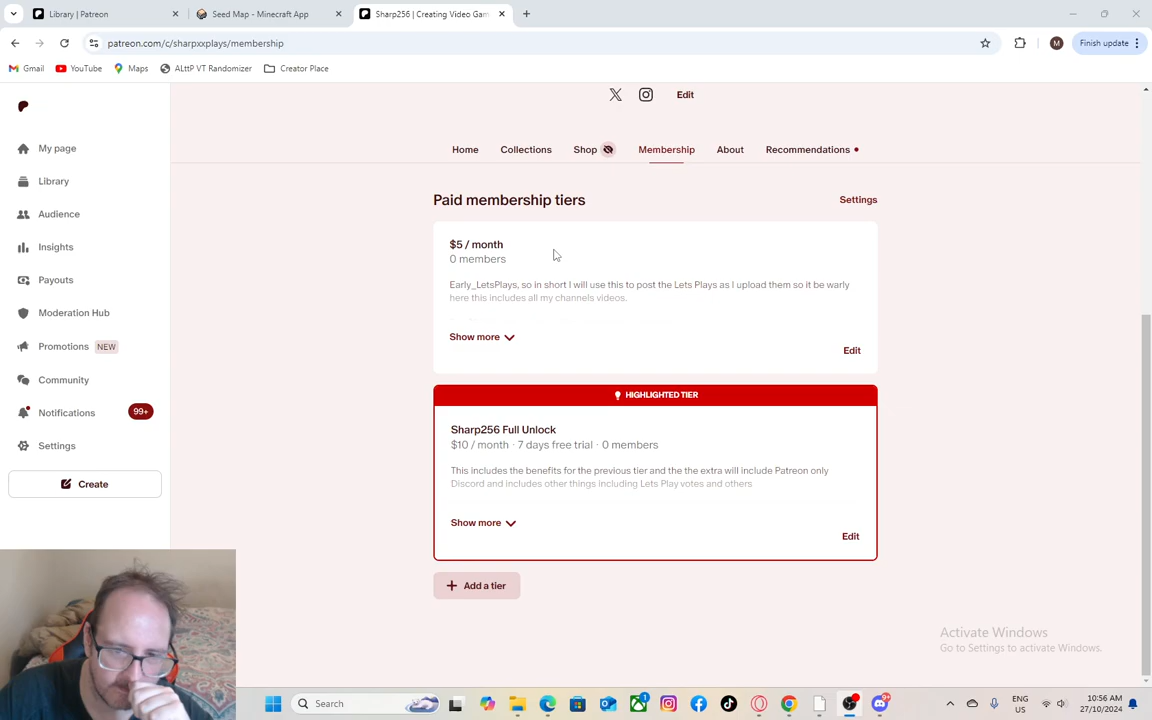 Library | Patreon
Seed Map - Minecraft App
Sharp256 | Creating Video Gam
patreon.com/c/sharpxxplays/membership
Finish update
M
Gmail
YouTube
Maps
ALttP VT Randomizer
Creator Place
My page
Library
Audience
Insights
Payouts
Moderation Hub
Promotions NEW
Community
Notifications 99+
Settings
Create
Edit
Home
Collections
Shop
Membership
About
Recommendations
Paid membership tiers
Settings
$5 / month
0 members
Early_LetsPlays, so in short I will use this to post the Lets Plays as I upload them so it be warly
here this includes all my channels videos.
Show more
Edit
HIGHLIGHTED TIER
Sharp256 Full Unlock
$10 / month · 7 days free trial · 0 members
This includes the benefits for the previous tier and the the extra will include Patreon only
Discord and includes other things including Lets Play votes and others
Show more
Edit
+ Add a tier
Activate Windows
Go to Settings to activate Windows.
Search
1
9+
ENG
US
10:56 AM
27/10/2024